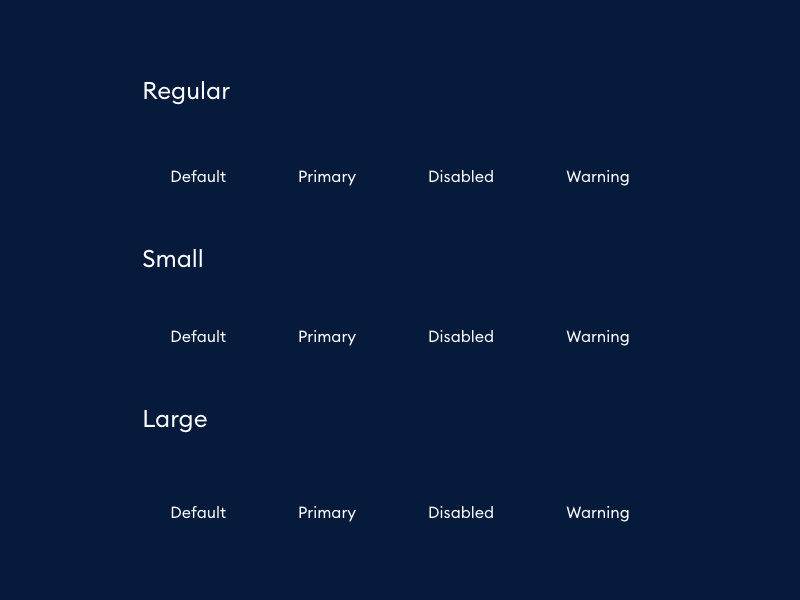 Regular
Default Primary Disabled Warning
Small
Default Primary Disabled Warning
Large
Default Primary Disabled Warning